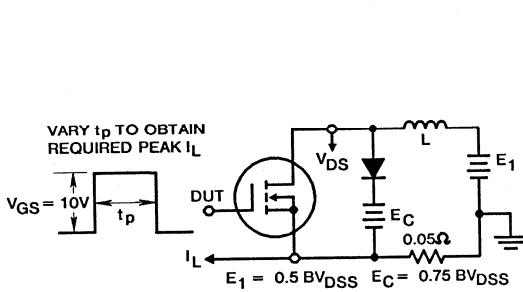 VARY tp TO OBTAIN
REQUIRED PEAK IL
VGS = 10V
tp
DUT
VDS
L
E1
EC
0.05Ω
IL
E1 = 0.5 BVDSS EC = 0.75 BVDSS